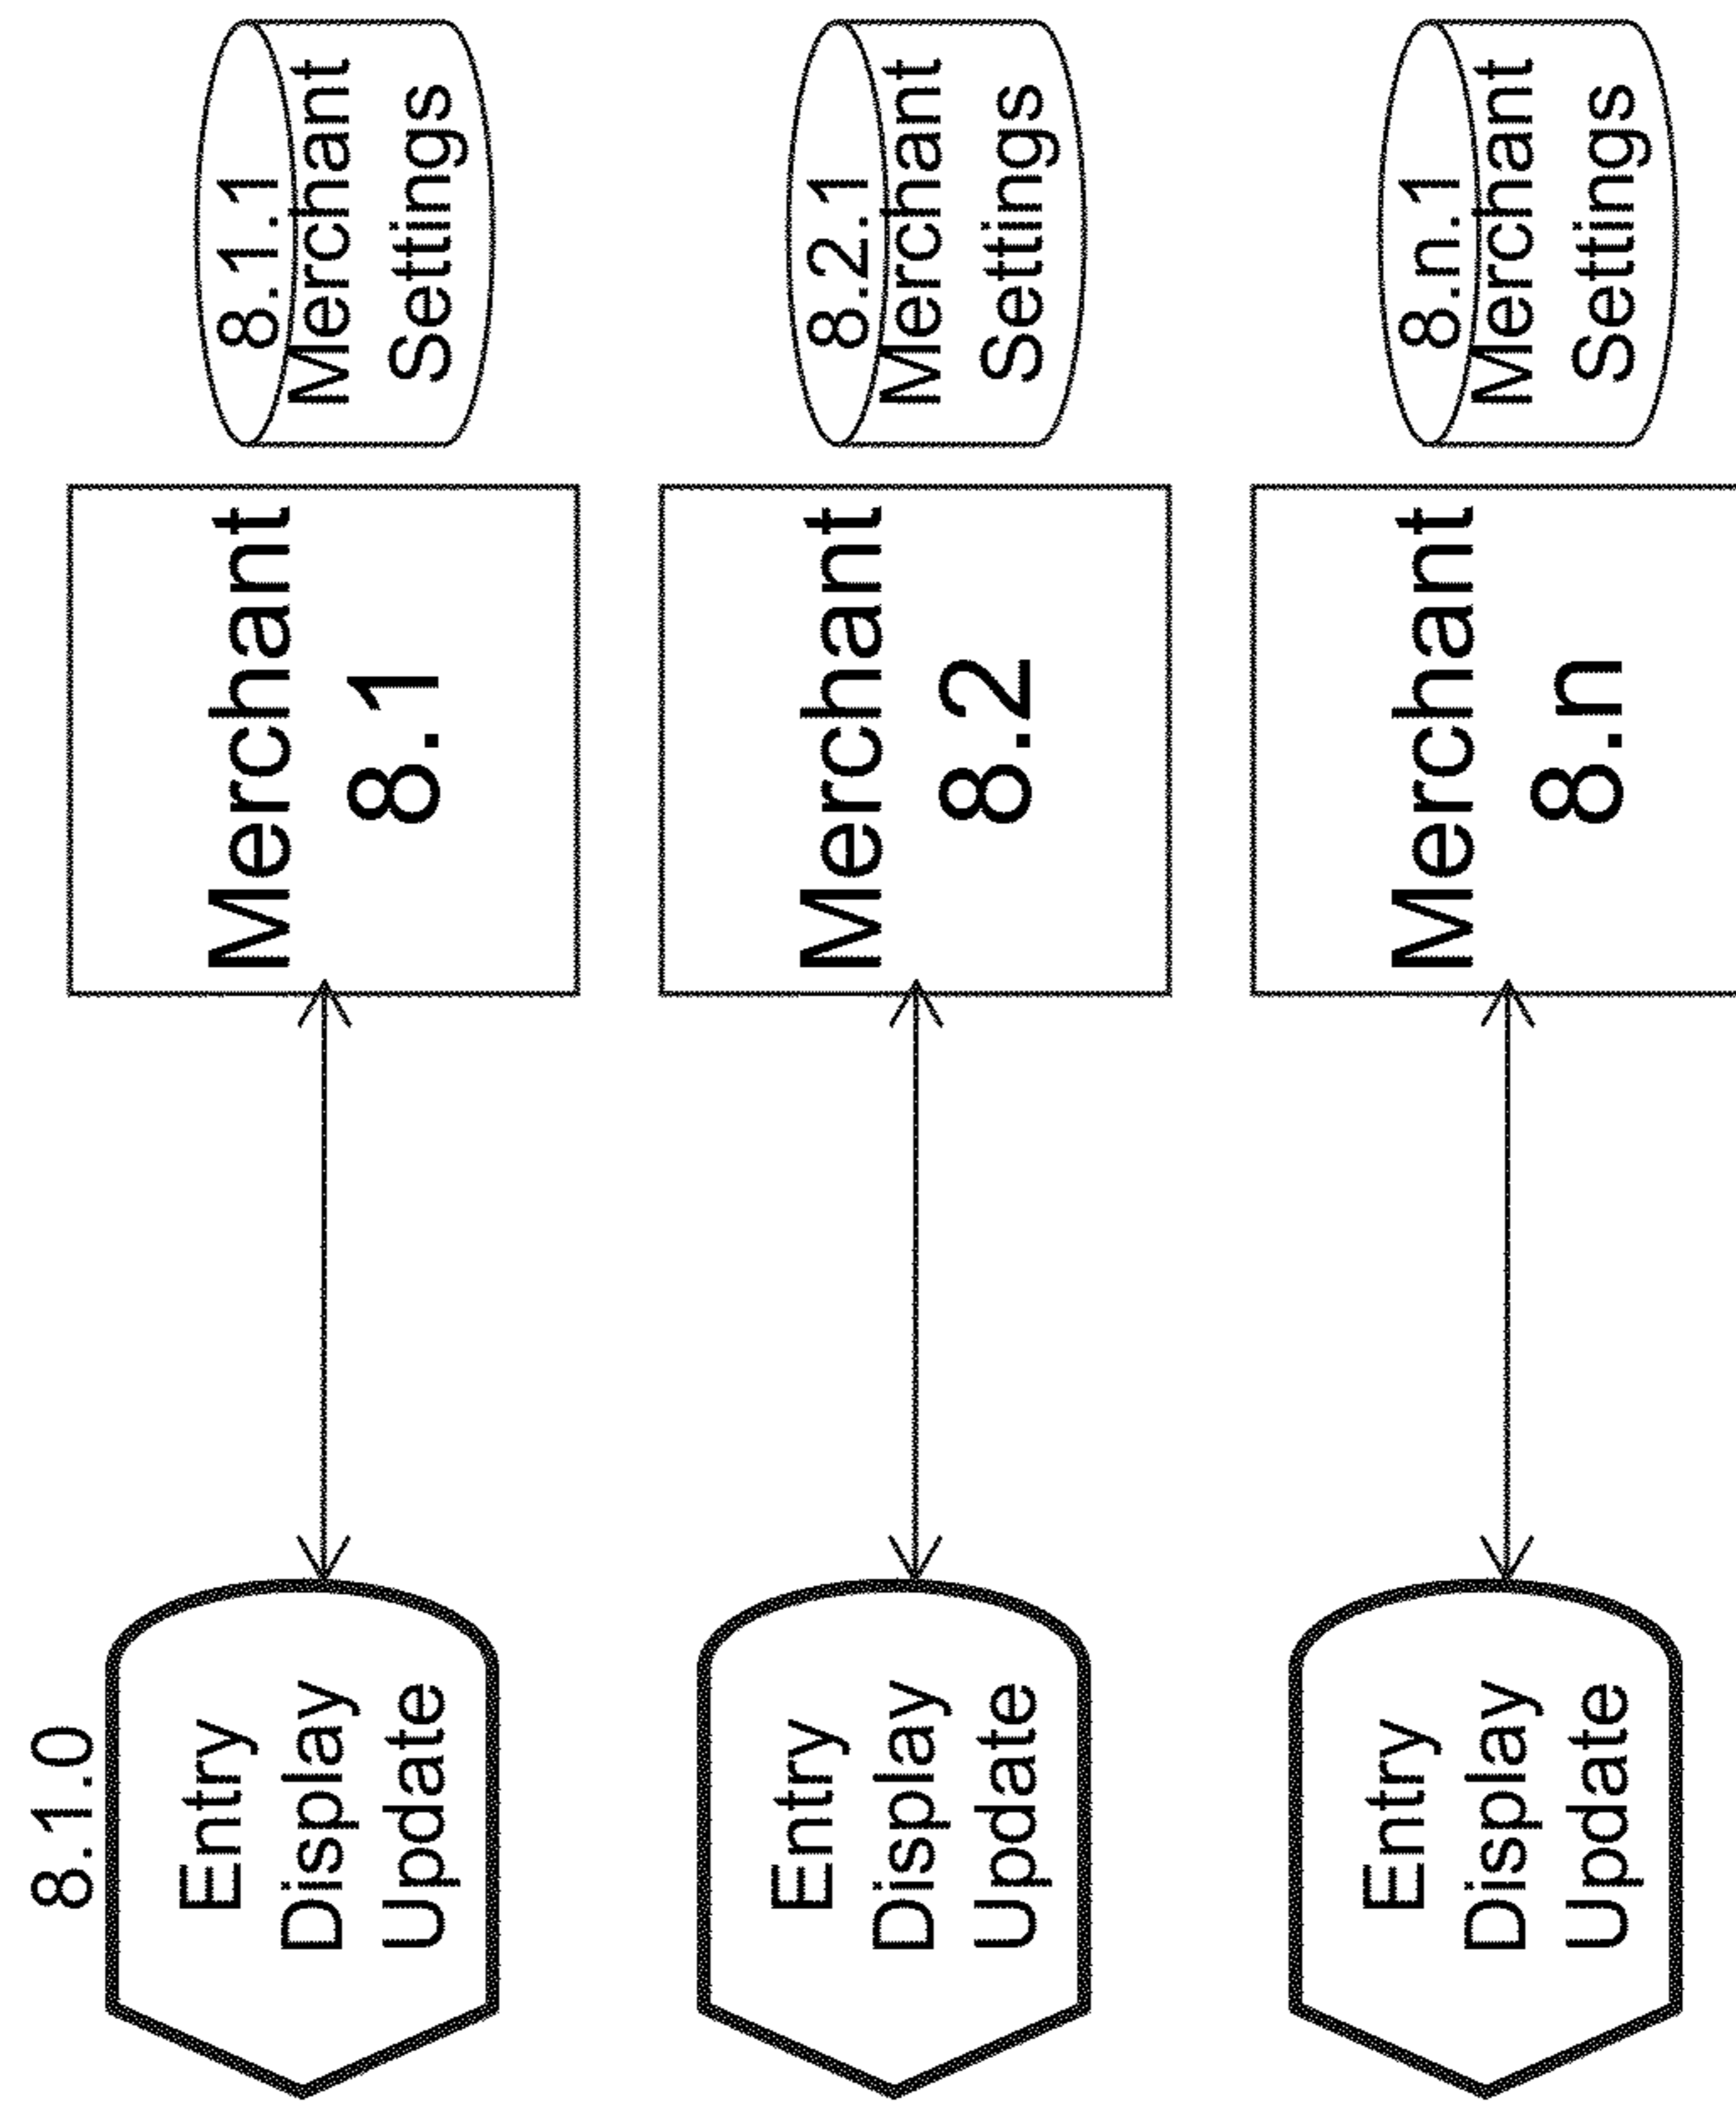 8.1.0
Entry
Display
Update
Merchant
8.1
8.1.1
Merchant
Settings
Entry
Display
Update
Merchant
8.2
8.2.1
Merchant
Settings
Entry
Display
Update
Merchant
8.n
8.n.1
Merchant
Settings